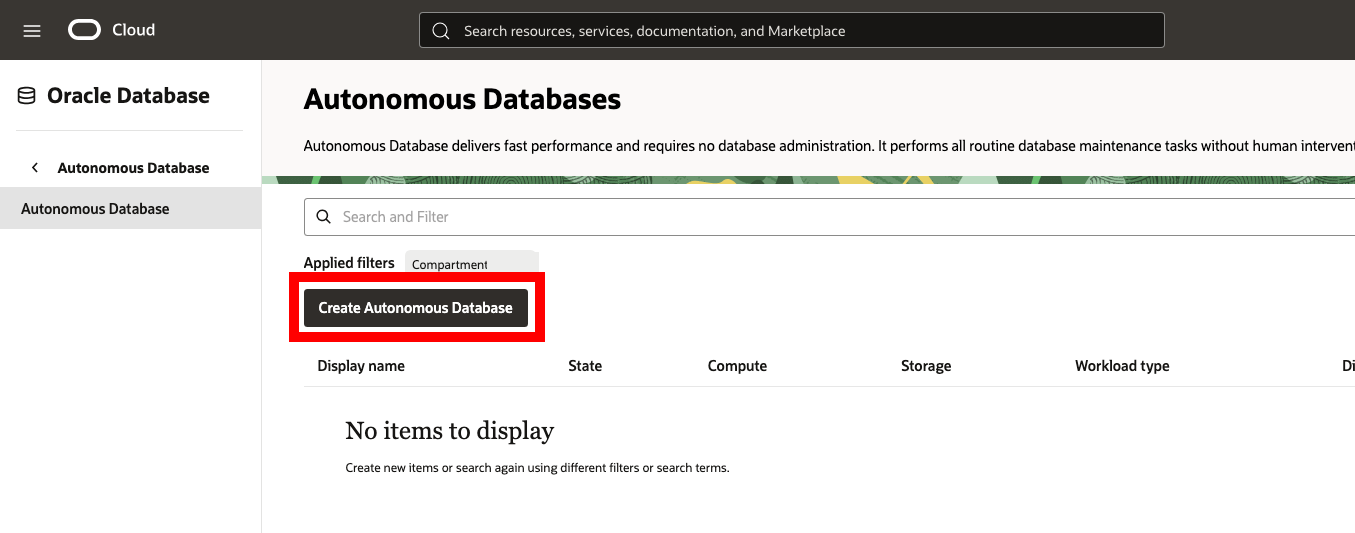 Cloud
Search resources, services, documentation, and Marketplace
Oracle Database
Autonomous Database
Autonomous Database
Autonomous Databases
Autonomous Database delivers fast performance and requires no database administration. It performs all routine database maintenance tasks without human intervent
Search and Filter
Applied filters Compartment
Create Autonomous Database
Display name State Compute Storage Workload type Di
No items to display
Create new items or search again using different filters or search terms.